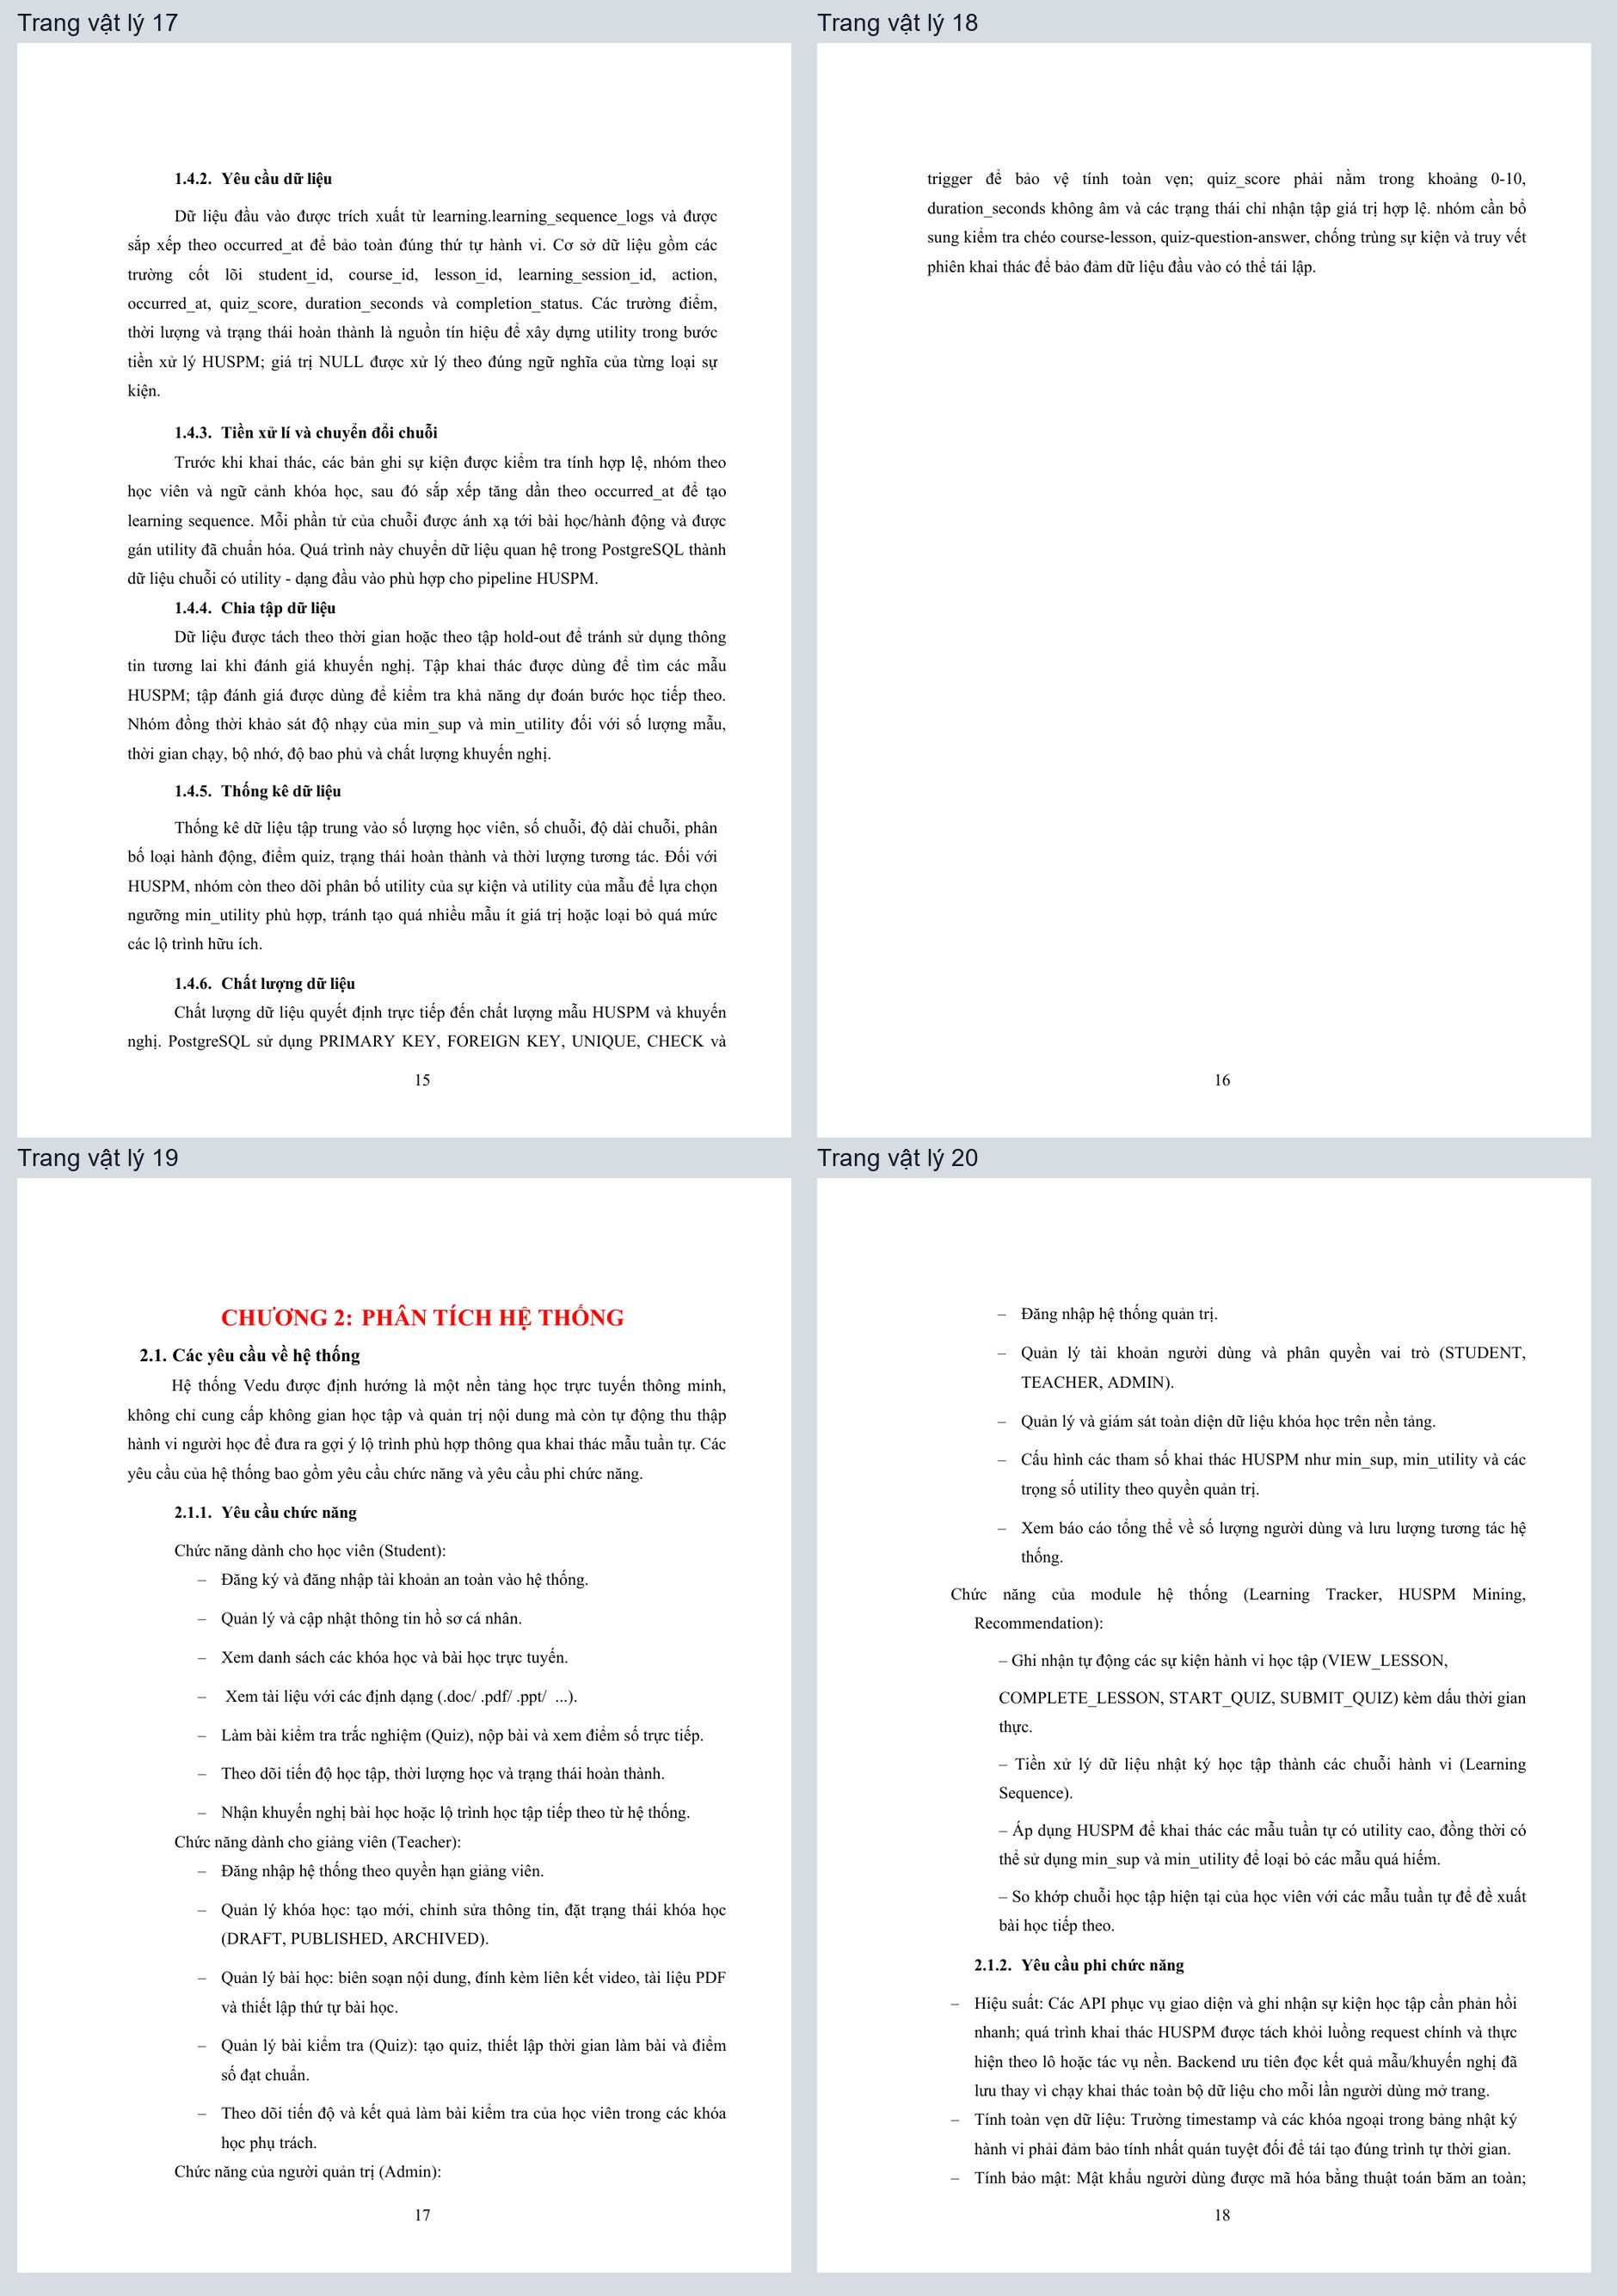 Trang vật lý 17
1.4.2. Yêu cầu dữ liệu
Dữ liệu đầu vào được trích xuất từ learning.learning_sequence_logs và được
sắp xếp theo occurred_at để bảo toàn đúng thứ tự hành vi. Cơ sở dữ liệu gồm các
trường cốt lõi student_id, course_id, lesson_id, learning_session_id, action,
occurred_at, quiz_score, duration_seconds và completion_status. Các trường điểm,
thời lượng và trạng thái hoàn thành là nguồn tín hiệu để xây dựng utility trong bước
tiền xử lý HUSPM; giá trị NULL được xử lý theo đúng ngữ nghĩa của từng loại sự
kiện.
1.4.3. Tiền xử lí và chuyển đổi chuỗi
Trước khi khai thác, các bản ghi sự kiện được kiểm tra tính hợp lệ, nhóm theo
học viên và ngữ cảnh khóa học, sau đó sắp xếp tăng dần theo occurred_at để tạo
learning sequence. Mỗi phần tử của chuỗi được ánh xạ tới bài học/hành động và được
gán utility đã chuẩn hóa. Quá trình này chuyển dữ liệu quan hệ trong PostgreSQL thành
dữ liệu chuỗi có utility - dạng đầu vào phù hợp cho pipeline HUSPM.
1.4.4. Chia tập dữ liệu
Dữ liệu được tách theo thời gian hoặc theo tập hold-out để tránh sử dụng thông
tin tương lai khi đánh giá khuyến nghị. Tập khai thác được dùng để tìm các mẫu
HUSPM; tập đánh giá được dùng để kiểm tra khả năng dự đoán bước học tiếp theo.
Nhóm đồng thời khảo sát độ nhạy của min_sup và min_utility đối với số lượng mẫu,
thời gian chạy, bộ nhớ, độ bao phủ và chất lượng khuyến nghị.
1.4.5. Thống kê dữ liệu
Thống kê dữ liệu tập trung vào số lượng học viên, số chuỗi, độ dài chuỗi, phân
bố loại hành động, điểm quiz, trạng thái hoàn thành và thời lượng tương tác. Đối với
HUSPM, nhóm còn theo dõi phân bố utility của sự kiện và utility của mẫu để lựa chọn
ngưỡng min_utility phù hợp, tránh tạo quá nhiều mẫu ít giá trị hoặc loại bỏ quá mức
các lộ trình hữu ích.
1.4.6. Chất lượng dữ liệu
Chất lượng dữ liệu quyết định trực tiếp đến chất lượng mẫu HUSPM và khuyến
nghị. PostgreSQL sử dụng PRIMARY KEY, FOREIGN KEY, UNIQUE, CHECK và
15
Trang vật lý 18
trigger để bảo vệ tính toàn vẹn; quiz_score phải nằm trong khoảng 0-10,
duration_seconds không âm và các trạng thái chỉ nhận tập giá trị hợp lệ. nhóm cần bổ
sung kiểm tra chéo course-lesson, quiz-question-answer, chống trùng sự kiện và truy vết
phiên khai thác để bảo đảm dữ liệu đầu vào có thể tái lập.
16
Trang vật lý 19
CHƯƠNG 2: PHÂN TÍCH HỆ THỐNG
2.1. Các yêu cầu về hệ thống
Hệ thống Vedu được định hướng là một nền tảng học trực tuyến thông minh,
không chỉ cung cấp không gian học tập và quản trị nội dung mà còn tự động thu thập
hành vi người học để đưa ra gợi ý lộ trình phù hợp thông qua khai thác mẫu tuần tự. Các
yêu cầu của hệ thống bao gồm yêu cầu chức năng và yêu cầu phi chức năng.
2.1.1. Yêu cầu chức năng
Chức năng dành cho học viên (Student):
– Đăng ký và đăng nhập tài khoản an toàn vào hệ thống.
– Quản lý và cập nhật thông tin hồ sơ cá nhân.
– Xem danh sách các khóa học và bài học trực tuyến.
– Xem tài liệu với các định dạng (.doc/ .pdf/ .ppt/ ...).
– Làm bài kiểm tra trắc nghiệm (Quiz), nộp bài và xem điểm số trực tiếp.
– Theo dõi tiến độ học tập, thời lượng học và trạng thái hoàn thành.
– Nhận khuyến nghị bài học hoặc lộ trình học tập tiếp theo từ hệ thống.
Chức năng dành cho giảng viên (Teacher):
– Đăng nhập hệ thống theo quyền hạn giảng viên.
– Quản lý khóa học: tạo mới, chỉnh sửa thông tin, đặt trạng thái khóa học
(DRAFT, PUBLISHED, ARCHIVED).
– Quản lý bài học: biên soạn nội dung, đính kèm liên kết video, tài liệu PDF
và thiết lập thứ tự bài học.
– Quản lý bài kiểm tra (Quiz): tạo quiz, thiết lập thời gian làm bài và điểm
số đạt chuẩn.
– Theo dõi tiến độ và kết quả làm bài kiểm tra của học viên trong các khóa
học phụ trách.
Chức năng của người quản trị (Admin):
17
Trang vật lý 20
– Đăng nhập hệ thống quản trị.
– Quản lý tài khoản người dùng và phân quyền vai trò (STUDENT,
TEACHER, ADMIN).
– Quản lý và giám sát toàn diện dữ liệu khóa học trên nền tảng.
– Cấu hình các tham số khai thác HUSPM như min_sup, min_utility và các
trọng số utility theo quyền quản trị.
– Xem báo cáo tổng thể về số lượng người dùng và lưu lượng tương tác hệ
thống.
Chức năng của module hệ thống (Learning Tracker, HUSPM Mining,
Recommendation):
– Ghi nhận tự động các sự kiện hành vi học tập (VIEW_LESSON,
COMPLETE_LESSON, START_QUIZ, SUBMIT_QUIZ) kèm dấu thời gian
thực.
– Tiền xử lý dữ liệu nhật ký học tập thành các chuỗi hành vi (Learning
Sequence).
– Áp dụng HUSPM để khai thác các mẫu tuần tự có utility cao, đồng thời có
thể sử dụng min_sup và min_utility để loại bỏ các mẫu quá hiếm.
– So khớp chuỗi học tập hiện tại của học viên với các mẫu tuần tự để đề xuất
bài học tiếp theo.
2.1.2. Yêu cầu phi chức năng
– Hiệu suất: Các API phục vụ giao diện và ghi nhận sự kiện học tập cần phản hồi
nhanh; quá trình khai thác HUSPM được tách khỏi luồng request chính và thực
hiện theo lô hoặc tác vụ nền. Backend ưu tiên đọc kết quả mẫu/khuyến nghị đã
lưu thay vì chạy khai thác toàn bộ dữ liệu cho mỗi lần người dùng mở trang.
– Tính toàn vẹn dữ liệu: Trường timestamp và các khóa ngoại trong bảng nhật ký
hành vi phải đảm bảo tính nhất quán tuyệt đối để tái tạo đúng trình tự thời gian.
– Tính bảo mật: Mật khẩu người dùng được mã hóa bằng thuật toán băm an toàn;
18